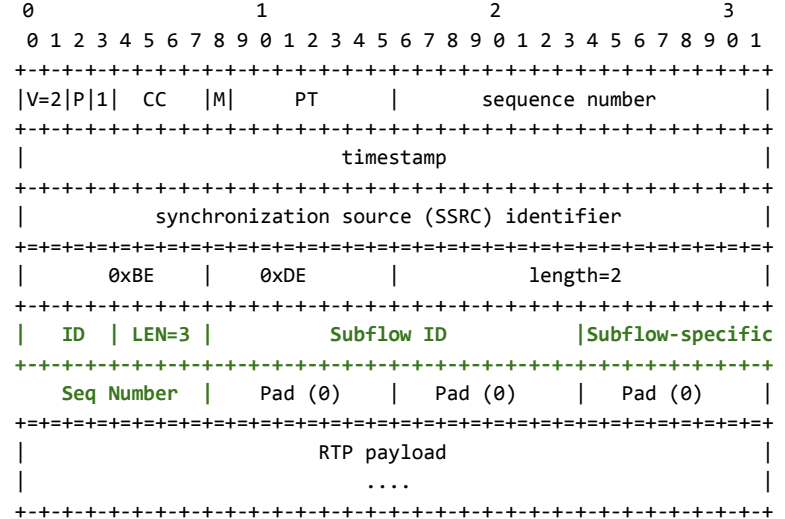 0                   1                   2                   3
 0 1 2 3 4 5 6 7 8 9 0 1 2 3 4 5 6 7 8 9 0 1 2 3 4 5 6 7 8 9 0 1
+-+-+-+-+-+-+-+-+-+-+-+-+-+-+-+-+-+-+-+-+-+-+-+-+-+-+-+-+-+-+-+-+
|V=2|P|1|  CC   |M|     PT      |       sequence number         |
+-+-+-+-+-+-+-+-+-+-+-+-+-+-+-+-+-+-+-+-+-+-+-+-+-+-+-+-+-+-+-+-+
|                           timestamp                           |
+-+-+-+-+-+-+-+-+-+-+-+-+-+-+-+-+-+-+-+-+-+-+-+-+-+-+-+-+-+-+-+-+
|           synchronization source (SSRC) identifier            |
+=+=+=+=+=+=+=+=+=+=+=+=+=+=+=+=+=+=+=+=+=+=+=+=+=+=+=+=+=+=+=+=+
|       0xBE    |    0xDE       |           length=2            |
+-+-+-+-+-+-+-+-+-+-+-+-+-+-+-+-+-+-+-+-+-+-+-+-+-+-+-+-+-+-+-+-+
|   ID  | LEN=3 |          Subflow ID           |Subflow-specific
+-+-+-+-+-+-+-+-+-+-+-+-+-+-+-+-+-+-+-+-+-+-+-+-+-+-+-+-+-+-+-+-+
    Seq Number  |    Pad (0)    |   Pad (0)     |   Pad (0)     |
+=+=+=+=+=+=+=+=+=+=+=+=+=+=+=+=+=+=+=+=+=+=+=+=+=+=+=+=+=+=+=+=+
|                         RTP payload                           |
|                             ....                              |
+-+-+-+-+-+-+-+-+-+-+-+-+-+-+-+-+-+-+-+-+-+-+-+-+-+-+-+-+-+-+-+-+